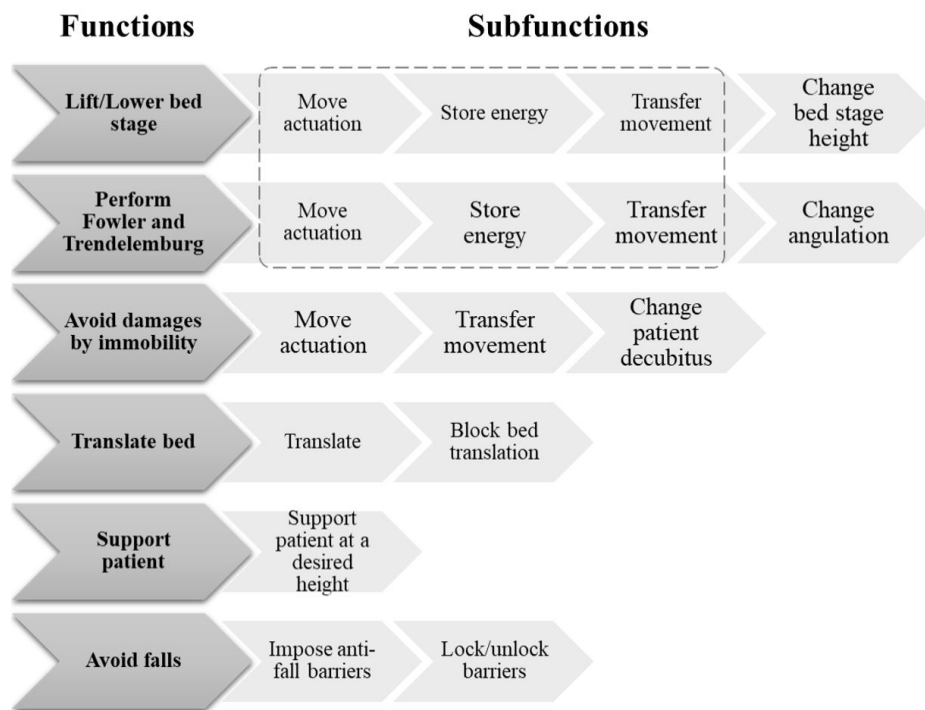 Functions
Subfunctions
Lift/Lower bed
stage
Move
actuation
Store energy
Transfer
movement
Change
bed stage
height
Perform
Fowler and
Trendelemburg
Move
actuation
Store
energy
Transfer
movement
Change
angulation
Avoid damages
by immobility
Move
actuation
Transfer
movement
Change
patient
decubitus
Translate bed
Translate
Block bed
translation
Support
patient
Support
patient at a
desired
height
Avoid falls
Impose anti-
fall barriers
Lock/unlock
barriers